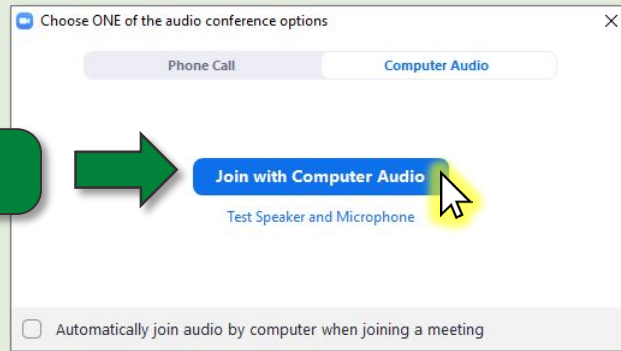 Choose ONE of the audio conference options
Phone Call
Computer Audio
Join with Computer Audio
Test Speaker and Microphone
Automatically join audio by computer when joining a meeting